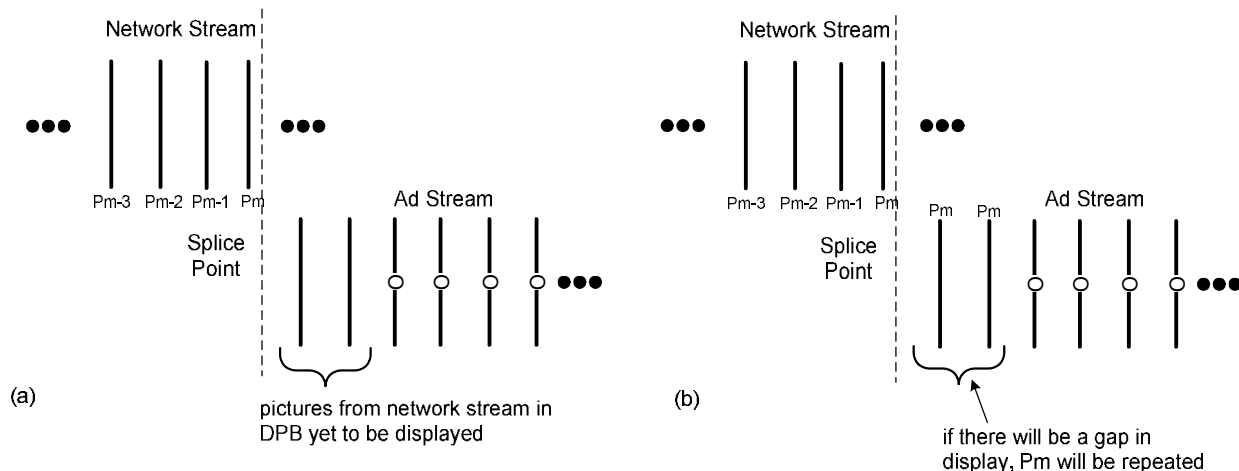 Network Stream
Pm-3 Pm-2 Pm-1 Pm
Ad Stream
Splice
Point
(a)
pictures from network stream in
DPB yet to be displayed
Network Stream
Pm-3 Pm-2 Pm-1 Pm
Ad Stream
Pm Pm
Splice
Point
(b)
if there will be a gap in
display, Pm will be repeated